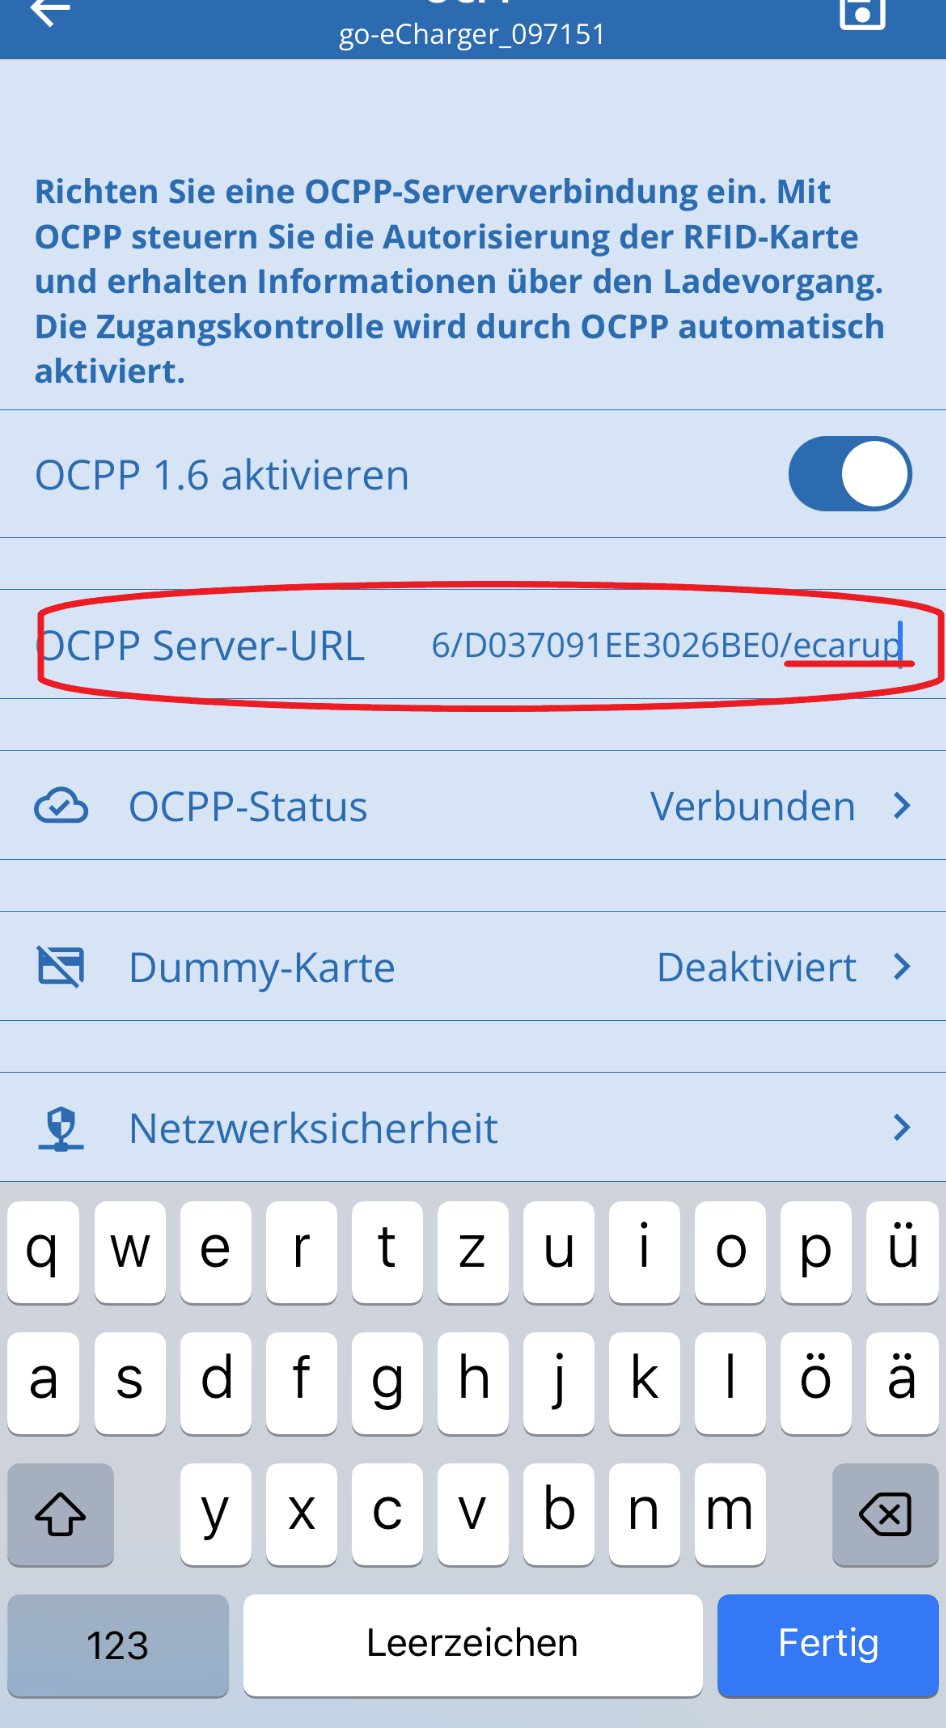 go-eCharger_097151
Richten Sie eine OCPP-Serververbindung ein. Mit
OCPP steuern Sie die Autorisierung der RFID-Karte
und erhalten Informationen über den Ladevorgang.
Die Zugangskontrolle wird durch OCPP automatisch
aktiviert.
OCPP 1.6 aktivieren
OCPP Server-URL 6/D037091EE3026BE0/ecarup
OCPP-Status Verbunden
Dummy-Karte Deaktiviert
Netzwerksicherheit
q w e r t z u i o p ü
a s d f g h j k l ö ä
y x c v b n m
123 Leerzeichen Fertig